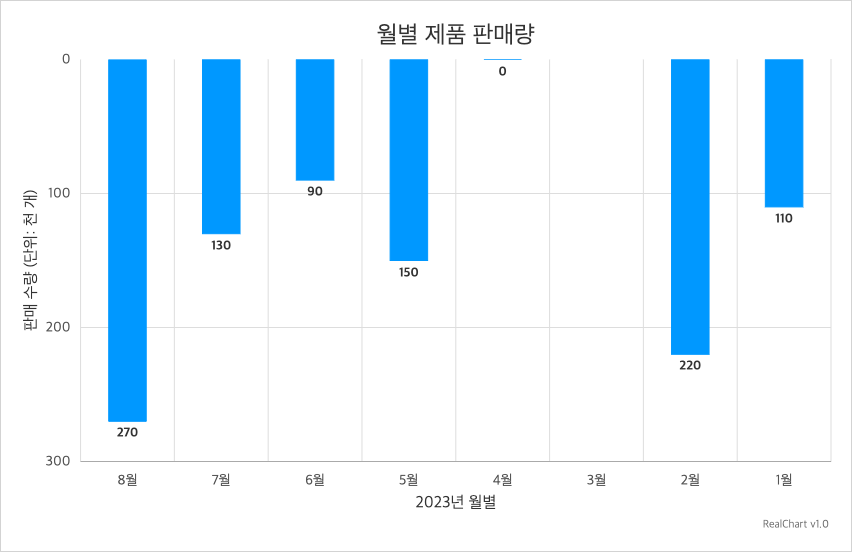 월별 제품 판매량
판매 수량 (단위: 천 개)
0
100
200
300
270
130
90
150
0
220
110
8월
7월
6월
5월
4월
3월
2월
1월
2023년 월별
RealChart v1.0